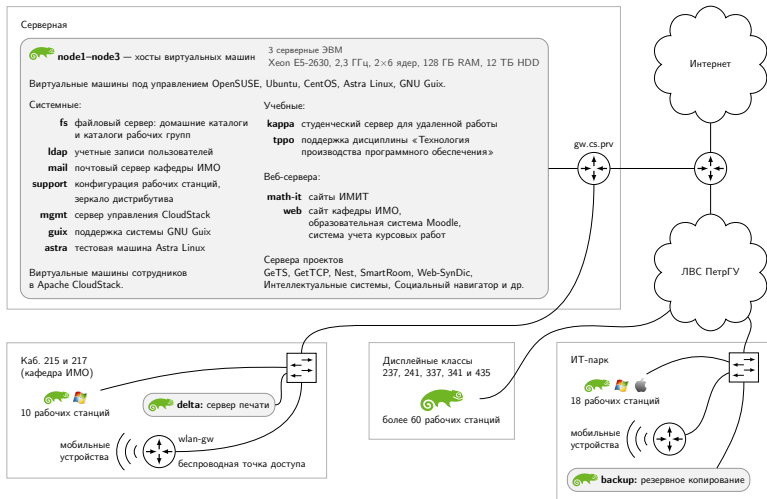 Серверная
node1–node3 — хосты виртуальных машин
3 серверные ЭВМ
Xeon E5-2630, 2,3 ГГц, 2×6 ядер, 128 ГБ RAM, 12 ТБ HDD
Виртуальные машины под управлением OpenSUSE, Ubuntu, CentOS, Astra Linux, GNU Guix.
Системные:
fs файловый сервер: домашние каталоги
и каталоги рабочих групп
ldap учетные записи пользователей
mail почтовый сервер кафедры ИМО
support конфигурация рабочих станций,
зеркало дистрибутива
mgmt сервер управления CloudStack
guix поддержка системы GNU Guix
astra тестовая машина Astra Linux
Виртуальные машины сотрудников
в Apache CloudStack.
Учебные:
kappa студенческий сервер для удаленной работы
tppo поддержка дисциплины «Технология
производства программного обеспечения»
Веб-сервера:
math-it сайты ИМИТ
web сайт кафедры ИМО,
образовательная система Moodle,
система учета курсовых работ
Сервера проектов
GeTS, GetTCP, Nest, SmartRoom, Web-SynDic,
Интеллектуальные системы, Социальный навигатор и др.
gw.cs.prv
Интернет
ЛВС ПетрГУ
Каб. 215 и 217
(кафедра ИМО)
10 рабочих станций
delta: сервер печати
мобильные
устройства
wlan-gw
беспроводная точка доступа
Дисплейные классы
237, 241, 337, 341 и 435
более 60 рабочих станций
ИТ-парк
18 рабочих станций
мобильные
устройства
backup: резервное копирование